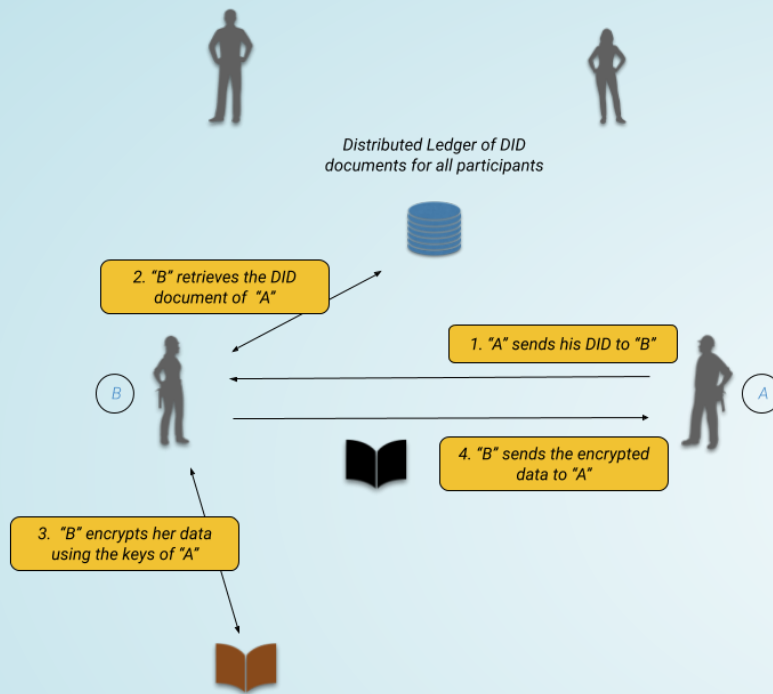 Distributed Ledger of DID
documents for all participants
2. “B” retrieves the DID
document of “A”
1. “A” sends his DID to “B”
B
A
4. “B” sends the encrypted
data to “A”
3. “B” encrypts her data
using the keys of “A”